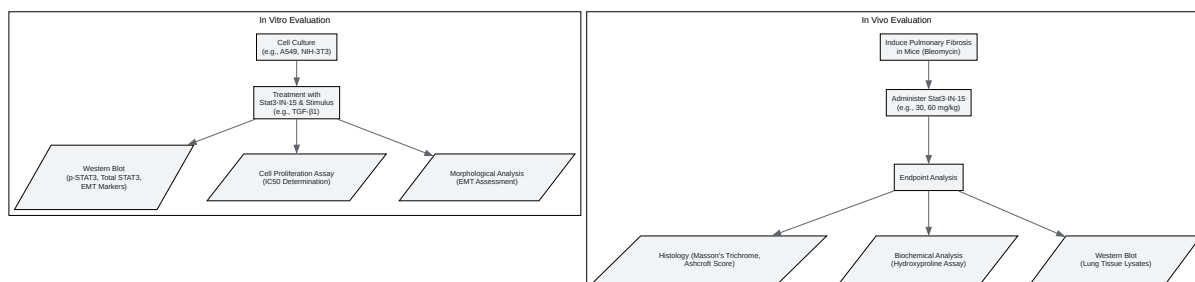 In Vitro Evaluation
Cell Culture
(e.g., A549, NIH-3T3)
Treatment with
Stat3-IN-15 & Stimulus
(e.g., TGF-β1)
Western Blot
(p-STAT3, Total STAT3,
EMT Markers)
Cell Proliferation Assay
(IC50 Determination)
Morphological Analysis
(EMT Assessment)
In Vivo Evaluation
Induce Pulmonary Fibrosis
in Mice (Bleomycin)
Administer Stat3-IN-15
(e.g., 30, 60 mg/kg)
Endpoint Analysis
Histology (Masson's Trichrome,
Ashcroft Score)
Biochemical Analysis
(Hydroxyproline Assay)
Western Blot
(Lung Tissue Lysates)